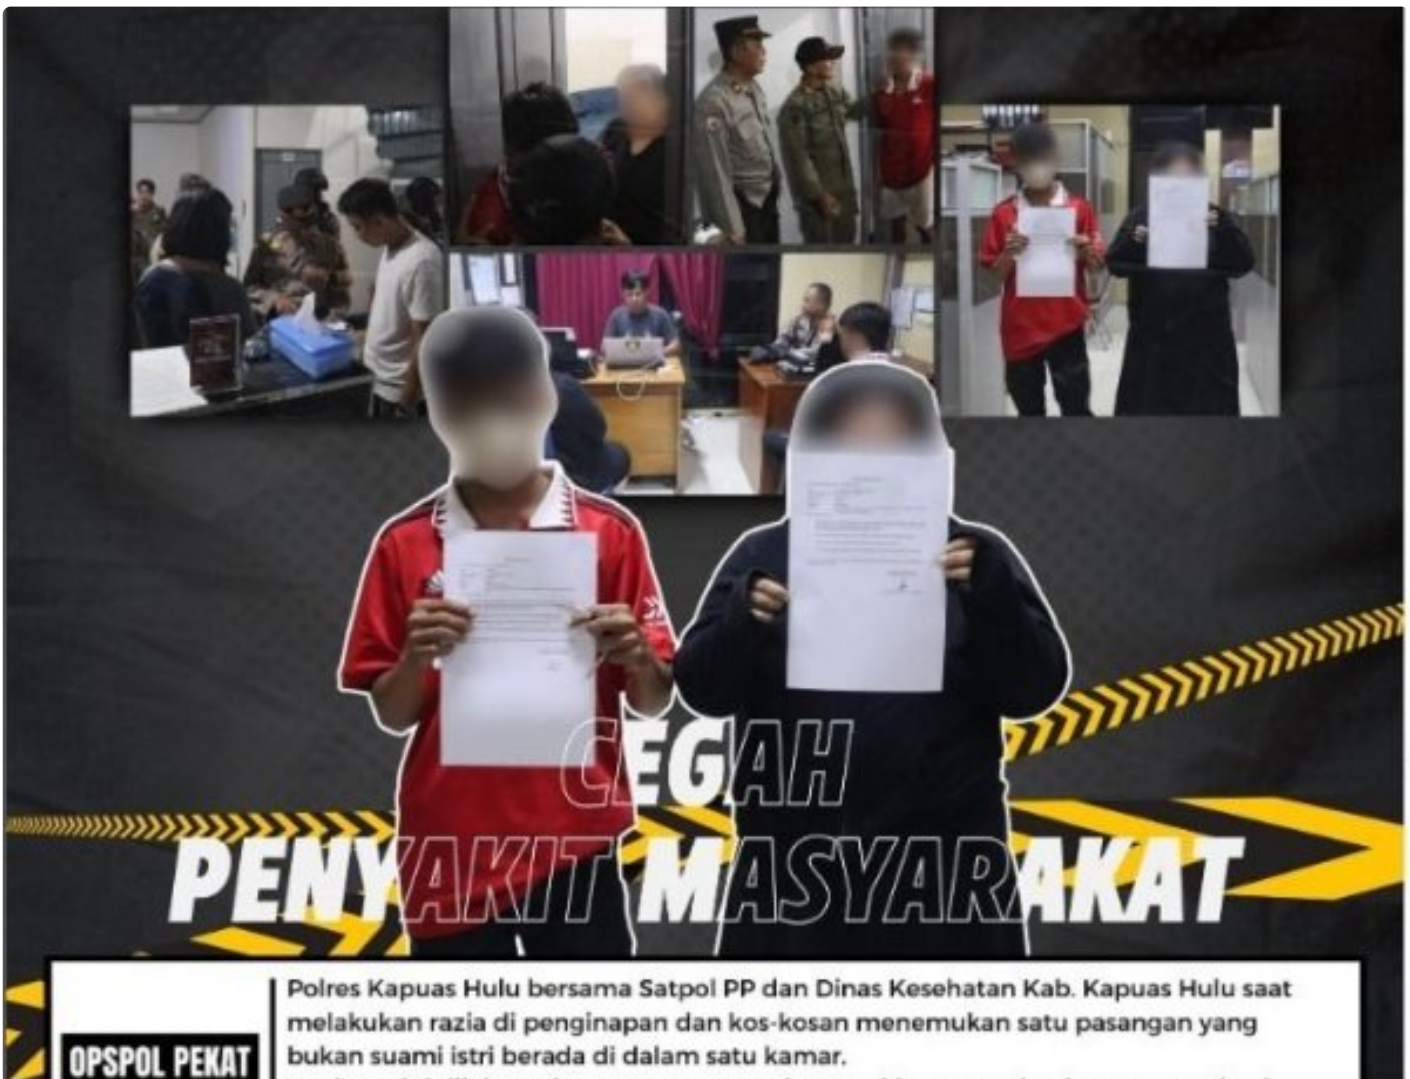 CEGAH
PENYAKIT MASYARAKAT
OPSPOL PEKAT
Polres Kapuas Hulu bersama Satpol PP dan Dinas Kesehatan Kab. Kapuas Hulu saat
melakukan razia di penginapan dan kos-kosan menemukan satu pasangan yang
bukan suami istri berada di dalam satu kamar.